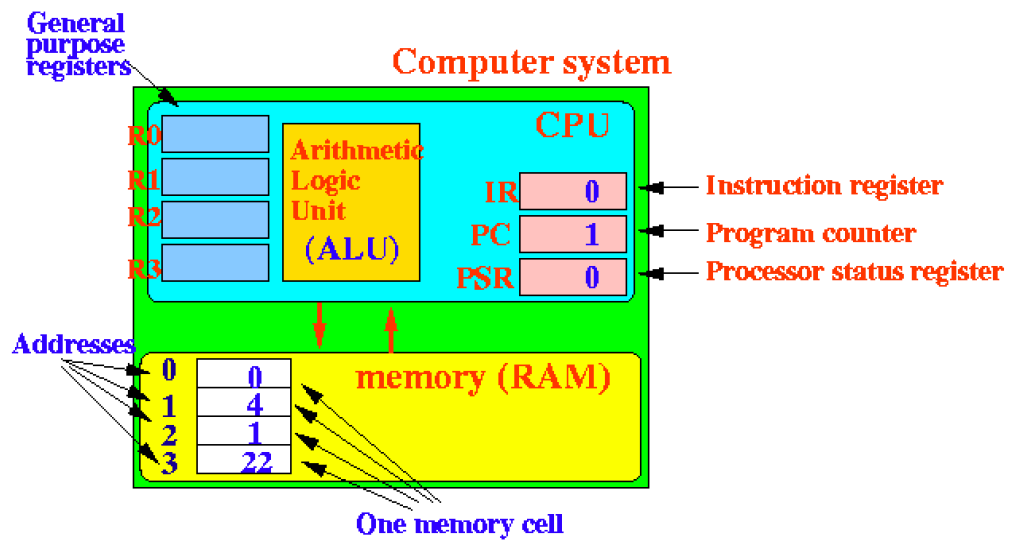 General
purpose
registers
Computer system
CPU
R0
R1
R2
R3
Arithmetic
Logic
Unit
(ALU)
IR 0
PC 1
PSR 0
Instruction register
Program counter
Processor status register
Addresses
memory (RAM)
0 0
1 4
2 1
3 22
One memory cell